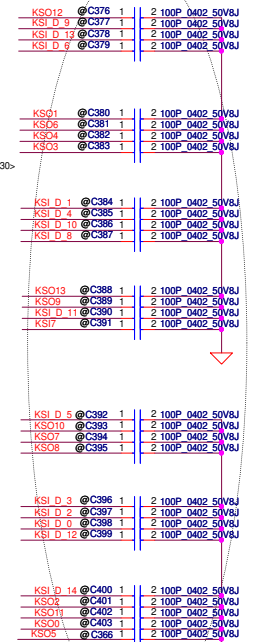 KSO12 @C376 1 2 100P_0402_50V8J
KSI_D_9 @C377 1 2 100P_0402_50V8J
KSI_D_13 @C378 1 2 100P_0402_50V8J
KSI_D_6 @C379 1 2 100P_0402_50V8J
KSO1 @C380 1 2 100P_0402_50V8J
KSO6 @C381 1 2 100P_0402_50V8J
KSO4 @C382 1 2 100P_0402_50V8J
KSO3 @C383 1 2 100P_0402_50V8J
30>
KSI_D_1 @C384 1 2 100P_0402_50V8J
KSI_D_4 @C385 1 2 100P_0402_50V8J
KSI_D_10 @C386 1 2 100P_0402_50V8J
KSI_D_8 @C387 1 2 100P_0402_50V8J
KSO13 @C388 1 2 100P_0402_50V8J
KSO9 @C389 1 2 100P_0402_50V8J
KSI_D_11 @C390 1 2 100P_0402_50V8J
KSI7 @C391 1 2 100P_0402_50V8J
KSI_D_5 @C392 1 2 100P_0402_50V8J
KSO10 @C393 1 2 100P_0402_50V8J
KSO7 @C394 1 2 100P_0402_50V8J
KSO8 @C395 1 2 100P_0402_50V8J
KSI_D_3 @C396 1 2 100P_0402_50V8J
KSI_D_2 @C397 1 2 100P_0402_50V8J
KSI_D_0 @C398 1 2 100P_0402_50V8J
KSI_D_12 @C399 1 2 100P_0402_50V8J
KSI_D_14 @C400 1 2 100P_0402_50V8J
KSO2 @C401 1 2 100P_0402_50V8J
KSO11 @C402 1 2 100P_0402_50V8J
KSO0 @C403 1 2 100P_0402_50V8J
KSO5 @C366 1 2 100P_0402_50V8J